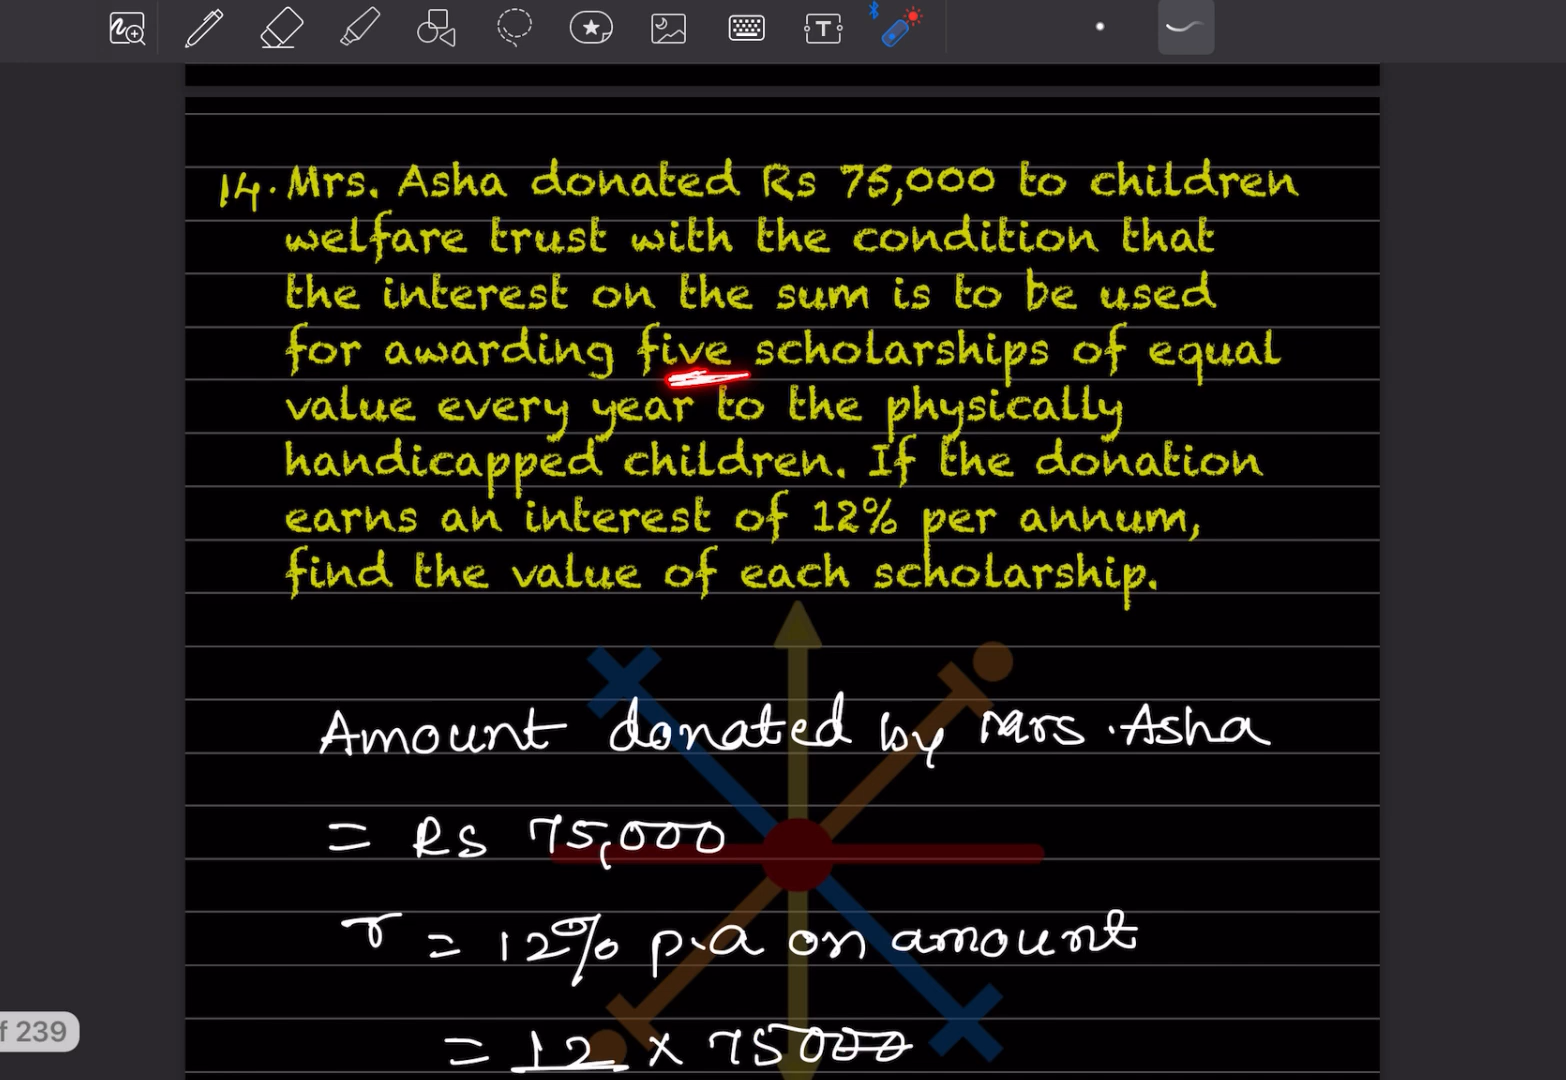 14. Mrs. Asha donated Rs 75,000 to children
welfare trust with the condition that
the interest on the sum is to be used
for awarding five scholarships of equal
value every year to the physically
handicapped children. If the donation
earns an interest of 12% per annum,
find the value of each scholarship.
Amount donated by Mrs. Asha
= Rs 75,000
r = 12% p.a on amount
f 239
= 12 × 75000